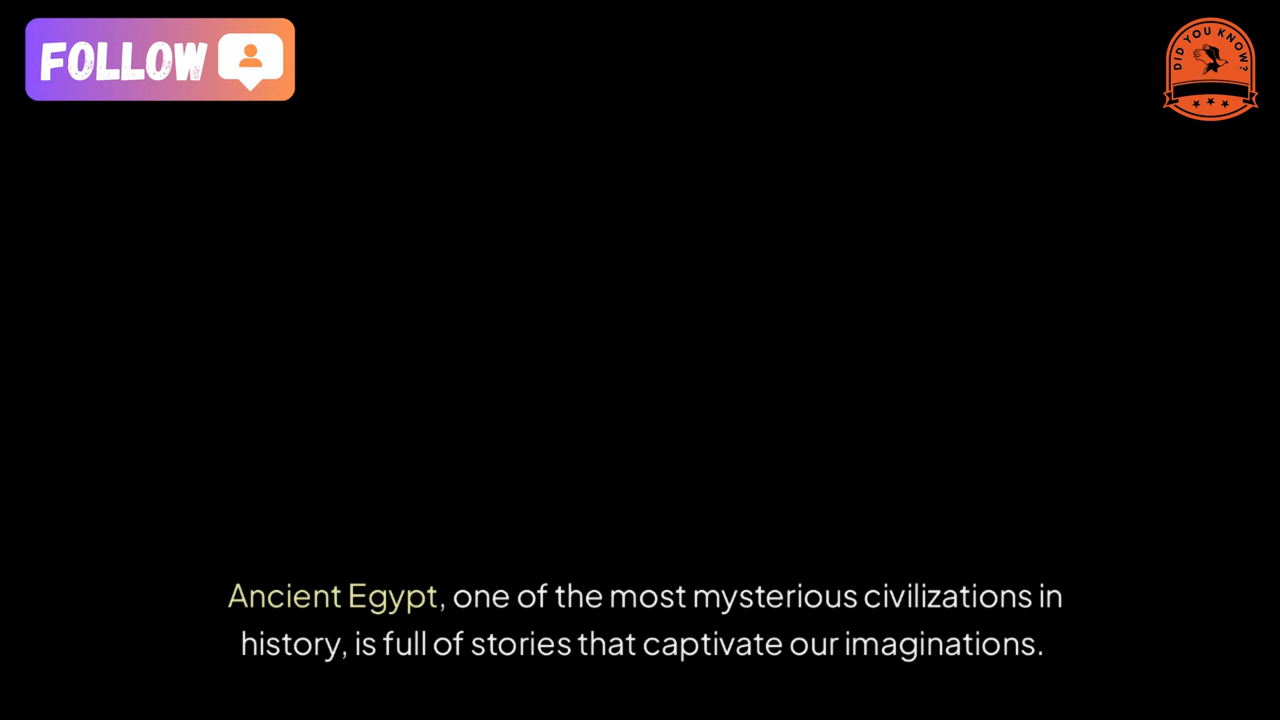 FOLLOW
DID YOU KNOW?
Ancient Egypt, one of the most mysterious civilizations in
history, is full of stories that captivate our imaginations.